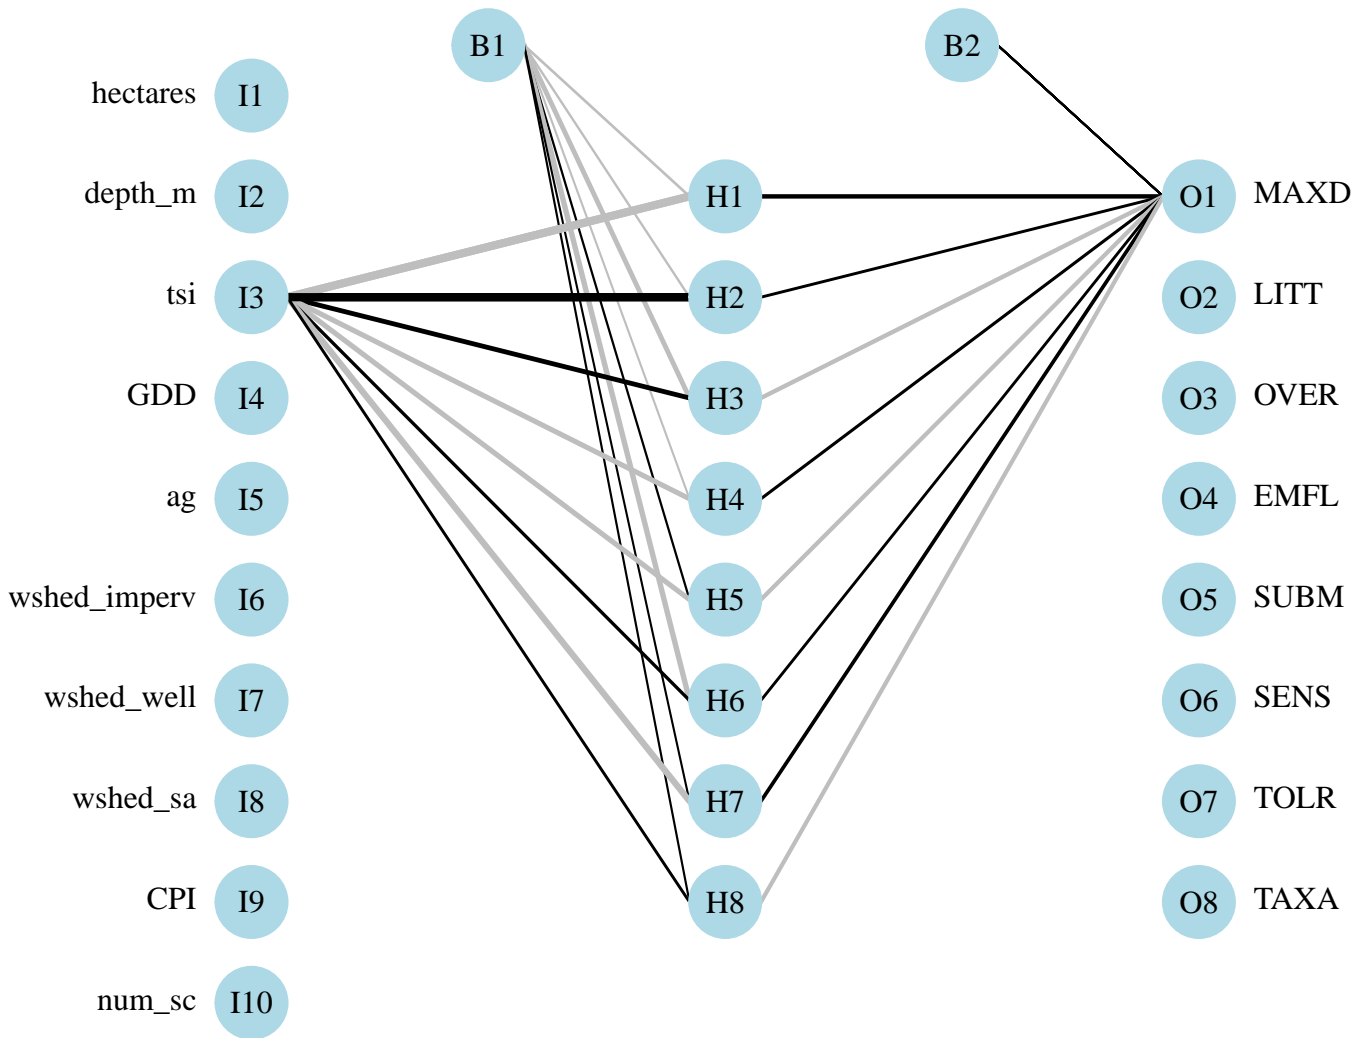 B1 B2
hectares I1
depth_m I2 H1 O1 MAXD
tsi I3 H2 O2 LITT
GDD I4 H3 O3 OVER
ag I5 H4 O4 EMFL
wshed_imperv I6 H5 O5 SUBM
wshed_well I7 H6 O6 SENS
wshed_sa I8 H7 O7 TOLR
CPI I9 H8 O8 TAXA
num_sc I10